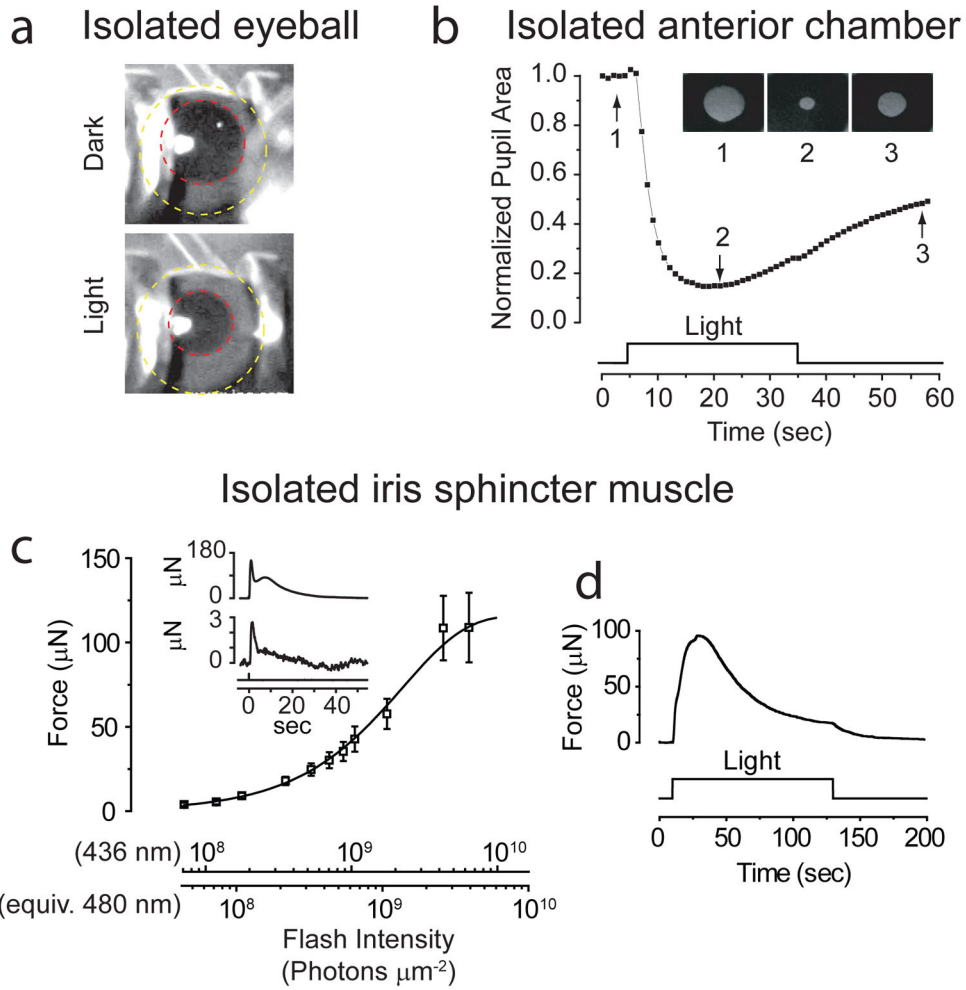 a Isolated eyeball
Dark
Light
b Isolated anterior chamber
Normalized Pupil Area
1.0
0.8
0.6
0.4
0.2
0.0
1
2
3
1 2 3
Light
0 10 20 30 40 50 60
Time (sec)
Isolated iris sphincter muscle
c
Force (µN)
150
100
50
0
µN
180
0
µN
3
0
0 20 40
sec
(436 nm) 10⁸ 10⁹ 10¹⁰
(equiv. 480 nm) 10⁸ 10⁹ 10¹⁰
Flash Intensity
(Photons µm⁻²)
d
Force (µN)
100
50
0
Light
0 50 100 150 200
Time (sec)